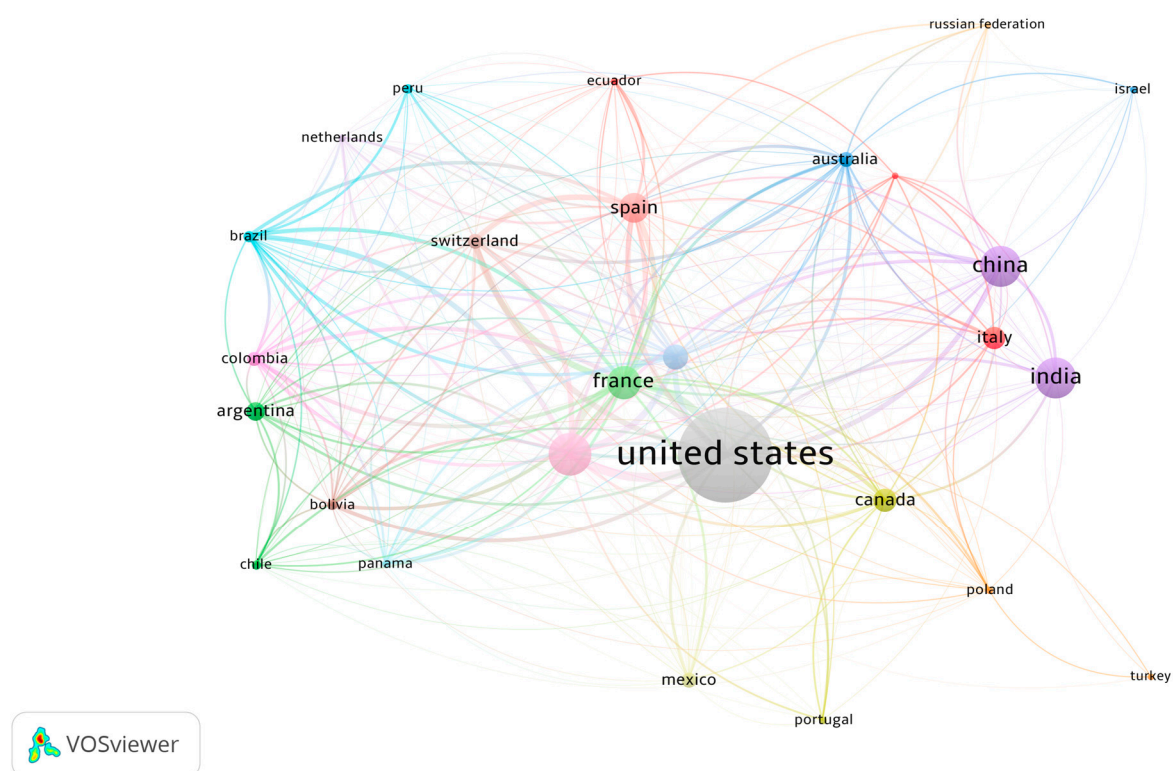 russian federation
ecuador
peru
israel
netherlands
australia
spain
brazil
switzerland
china
italy
colombia
india
france
argentina
united states
canada
bolivia
chile
panama
poland
mexico
turkey
portugal
VOSviewer